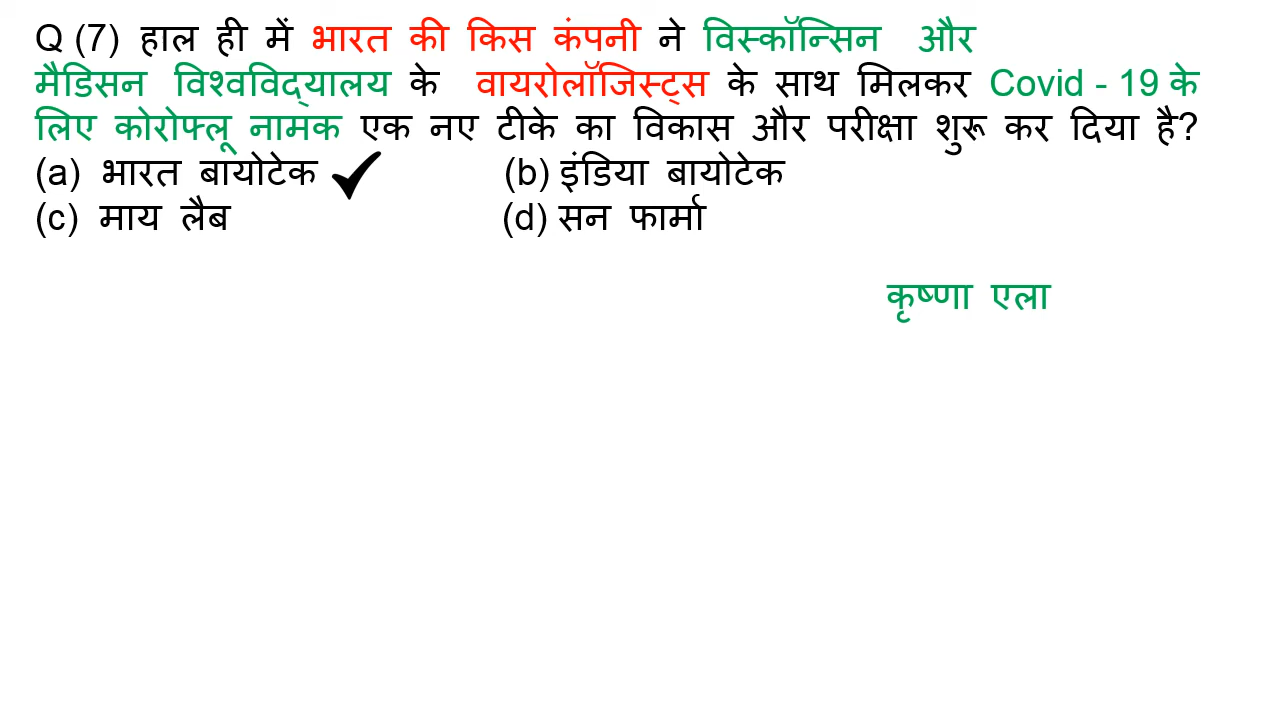 Q (7) हाल ही में भारत की किस कंपनी ने विस्कॉन्सिन और
मैडिसन विश्वविद्यालय के वायरोलॉजिस्ट्स के साथ मिलकर Covid - 19 के
लिए कोरोफ्लू नामक एक नए टीके का विकास और परीक्षा शुरू कर दिया है?
(a) भारत बायोटेक ✓ (b) इंडिया बायोटेक
(c) माय लैब (d) सन फार्मा
कृष्णा एला